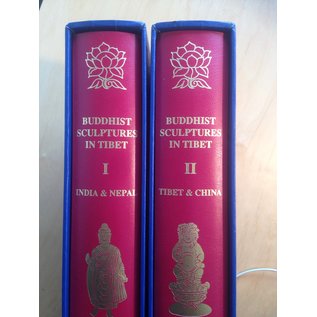 BUDDHIST
SCULPTURES
IN TIBET
I
INDIA & NEPAL
BUDDHIST
SCULPTURES
IN TIBET
II
TIBET & CHINA